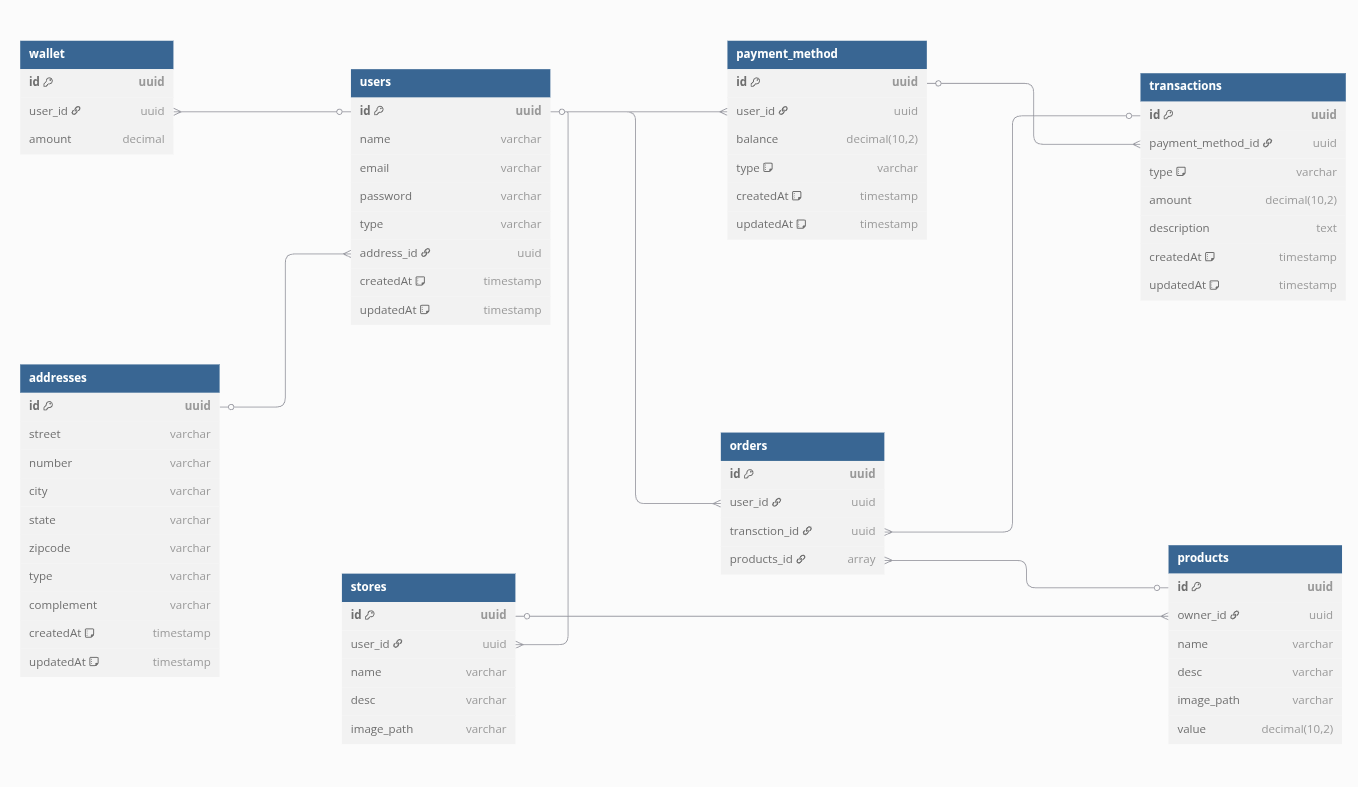 wallet
id uuid
user_id uuid
amount decimal
users
id uuid
name varchar
email varchar
password varchar
type varchar
address_id uuid
createdAt timestamp
updatedAt timestamp
payment_method
id uuid
user_id uuid
balance decimal(10,2)
type varchar
createdAt timestamp
updatedAt timestamp
transactions
id uuid
payment_method_id uuid
type varchar
amount decimal(10,2)
description text
createdAt timestamp
updatedAt timestamp
addresses
id uuid
street varchar
number varchar
city varchar
state varchar
zipcode varchar
type varchar
complement varchar
createdAt timestamp
updatedAt timestamp
orders
id uuid
user_id uuid
transction_id uuid
products_id array
stores
id uuid
user_id uuid
name varchar
desc varchar
image_path varchar
products
id uuid
owner_id uuid
name varchar
desc varchar
image_path varchar
value decimal(10,2)